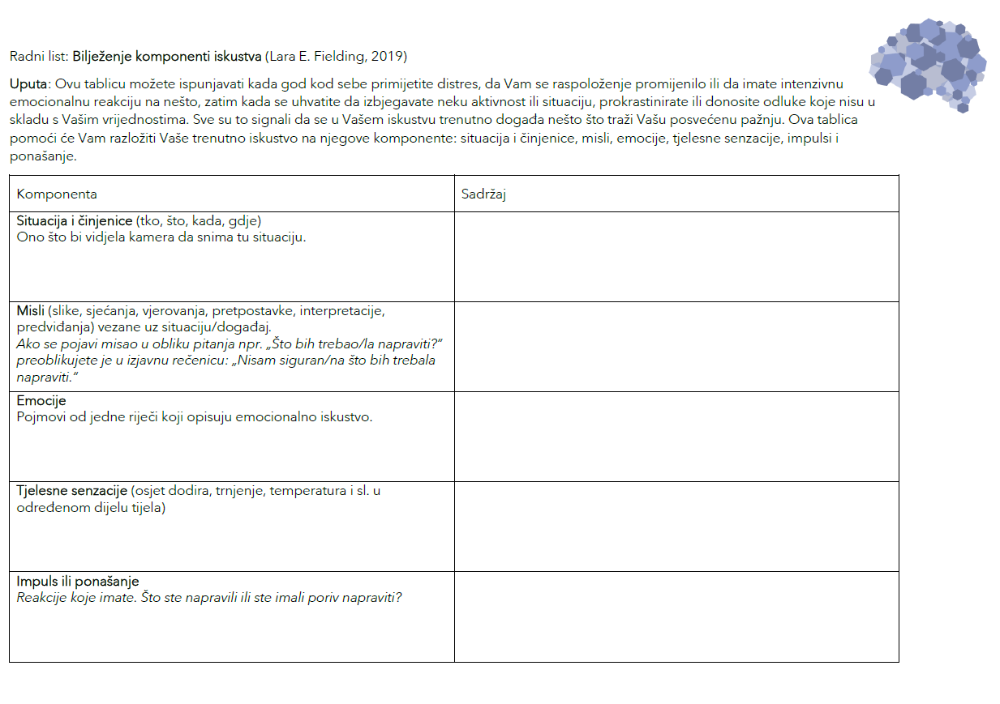 Radni list: Bilježenje komponenti iskustva (Lara E. Fielding, 2019)
Uputa: Ovu tablicu možete ispunjavati kada god kod sebe primijetite distres, da Vam se raspoloženje promijenilo ili da imate intenzivnu
emocionalnu reakciju na nešto, zatim kada se uhvatite da izbjegavate neku aktivnost ili situaciju, prokrastinirate ili donosite odluke koje nisu u
skladu s Vašim vrijednostima. Sve su to signali da se u Vašem iskustvu trenutno događa nešto što traži Vašu posvećenu pažnju. Ova tablica
pomoći će Vam razložiti Vaše trenutno iskustvo na njegove komponente: situacija i činjenice, misli, emocije, tjelesne senzacije, impulsi i
ponašanje.
Komponenta
Sadržaj
Situacija i činjenice (tko, što, kada, gdje)
Ono što bi vidjela kamera da snima tu situaciju.
Misli (slike, sjećanja, vjerovanja, pretpostavke, interpretacije,
predviđanja) vezane uz situaciju/događaj.
Ako se pojavi misao u obliku pitanja npr. „Što bih trebao/la napraviti?“
preoblikujete je u izjavnu rečenicu: „Nisam siguran/na što bih trebala
napraviti.“
Emocije
Pojmovi od jedne riječi koji opisuju emocionalno iskustvo.
Tjelesne senzacije (osjet dodira, trnjenje, temperatura i sl. u
određenom dijelu tijela)
Impuls ili ponašanje
Reakcije koje imate. Što ste napravili ili ste imali poriv napraviti?